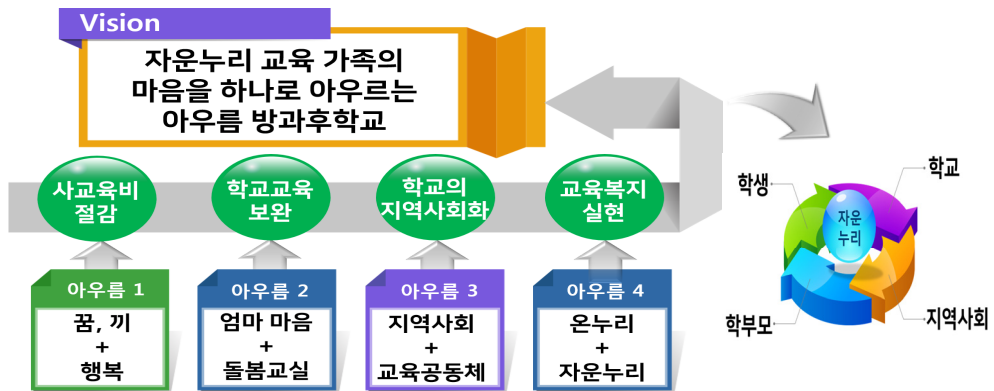 Vision
자운누리 교육 가족의
마음을 하나로 아우르는
아우름 방과후학교
사교육비
절감
학교교육
보완
학교의
지역사회화
교육복지
실현
아우름 1
꿈, 끼
+
행복
아우름 2
엄마 마음
+
돌봄교실
아우름 3
지역사회
+
교육공동체
아우름 4
온누리
+
자운누리
학생
학교
자운
누리
학부모
지역사회